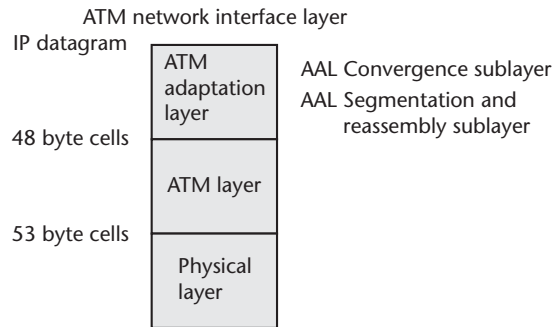 ATM network interface layer
IP datagram
ATM
adaptation
layer
AAL Convergence sublayer
AAL Segmentation and
reassembly sublayer
48 byte cells
ATM layer
53 byte cells
Physical
layer